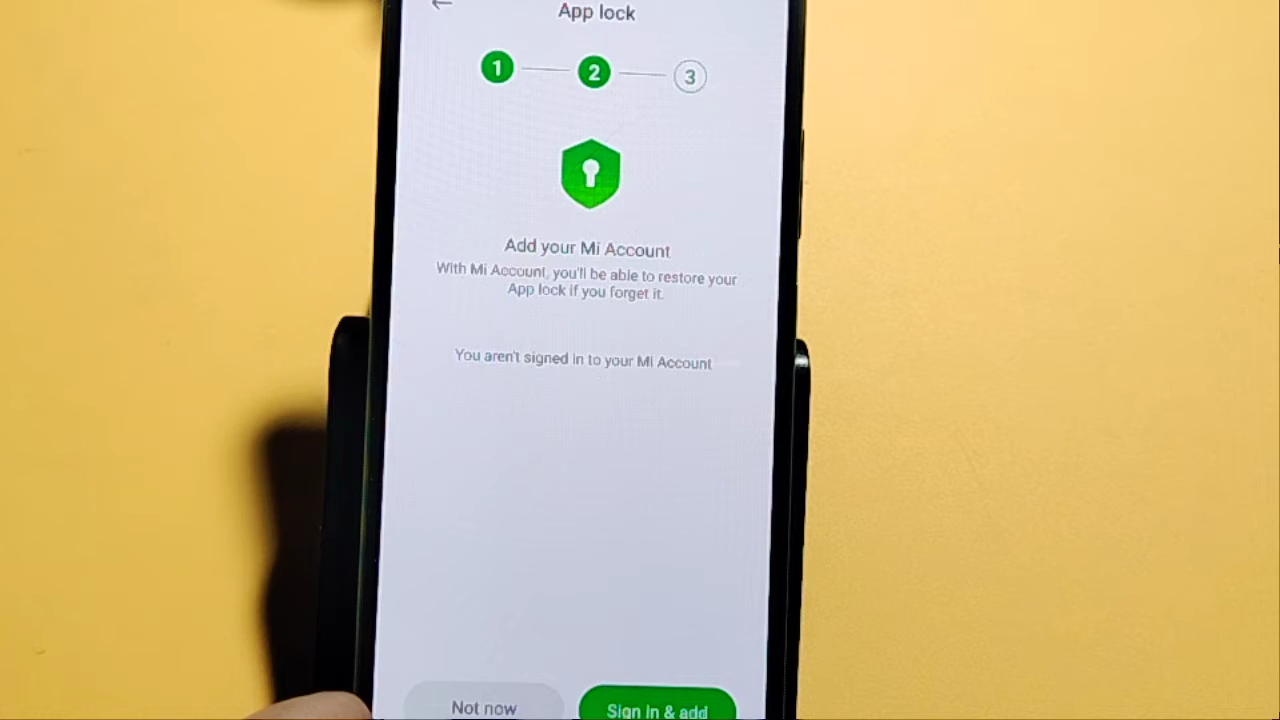 App lock
1 2 3
Add your Mi Account
With Mi Account, you'll be able to restore your
App lock if you forget it.
You aren't signed in to your Mi Account
Not now
Sign in & add